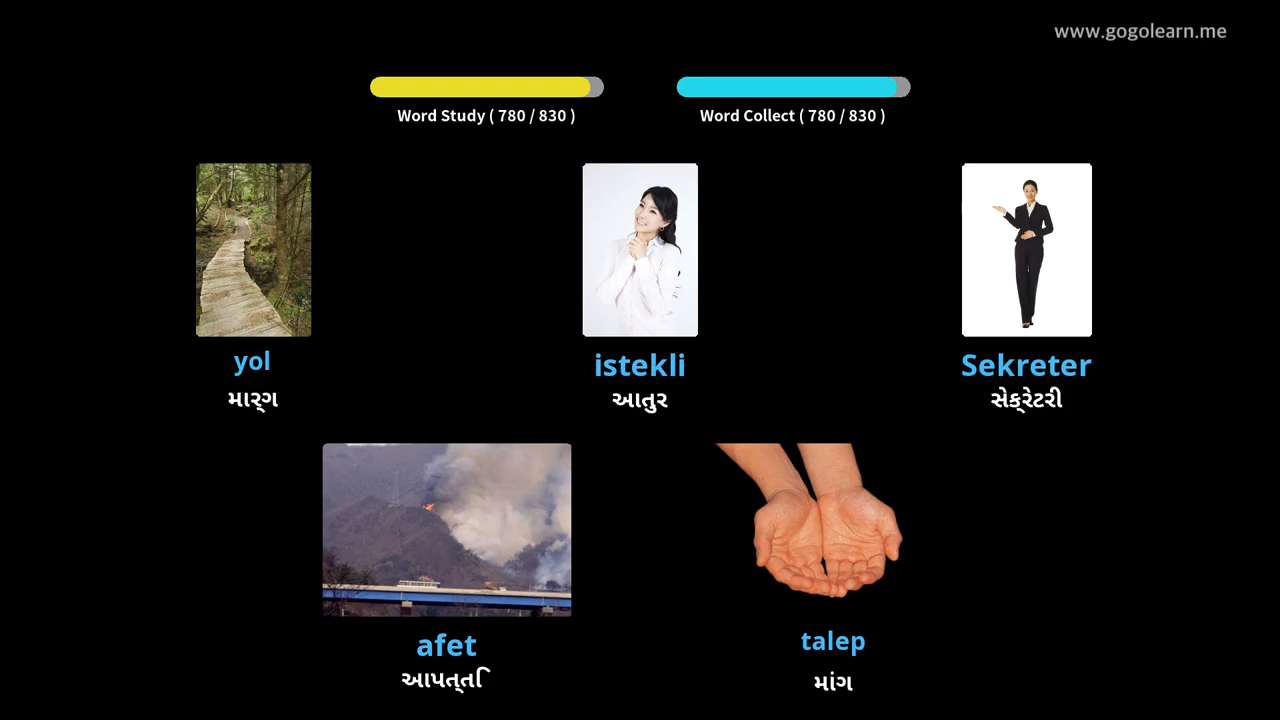 www.gogolearn.me
Word Study ( 780 / 830 )
Word Collect ( 780 / 830 )
yol
માર્ગ
istekli
આતુર
Sekreter
સેક્રેટરી
afet
આપત્તિ
talep
માંગ